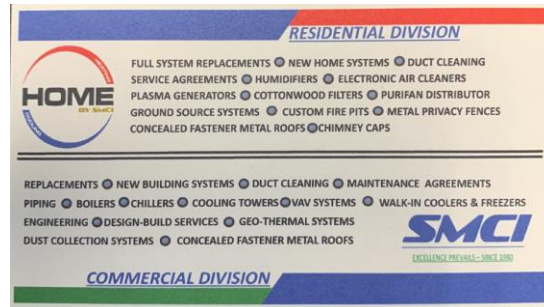 RESIDENTIAL DIVISION
FULL SYSTEM REPLACEMENTS NEW HOME SYSTEMS DUCT CLEANING
SERVICE AGREEMENTS HUMIDIFIERS ELECTRONIC AIR CLEANERS
PLASMA GENERATORS COTTONWOOD FILTERS PURIFAN DISTRIBUTOR
GROUND SOURCE SYSTEMS CUSTOM FIRE PITS METAL PRIVACY FENCES
CONCEALED FASTENER METAL ROOFS CHIMNEY CAPS
HEATING
HOME
BY SMCI
COOLING
REPLACEMENTS NEW BUILDING SYSTEMS DUCT CLEANING MAINTENANCE AGREEMENTS
PIPING BOILERS CHILLERS COOLING TOWERS VAV SYSTEMS WALK-IN COOLERS & FREEZERS
ENGINEERING DESIGN-BUILD SERVICES GEO-THERMAL SYSTEMS
DUST COLLECTION SYSTEMS CONCEALED FASTENER METAL ROOFS
SMCI
EXCELLENCE PREVAILS – SINCE 1980
COMMERCIAL DIVISION